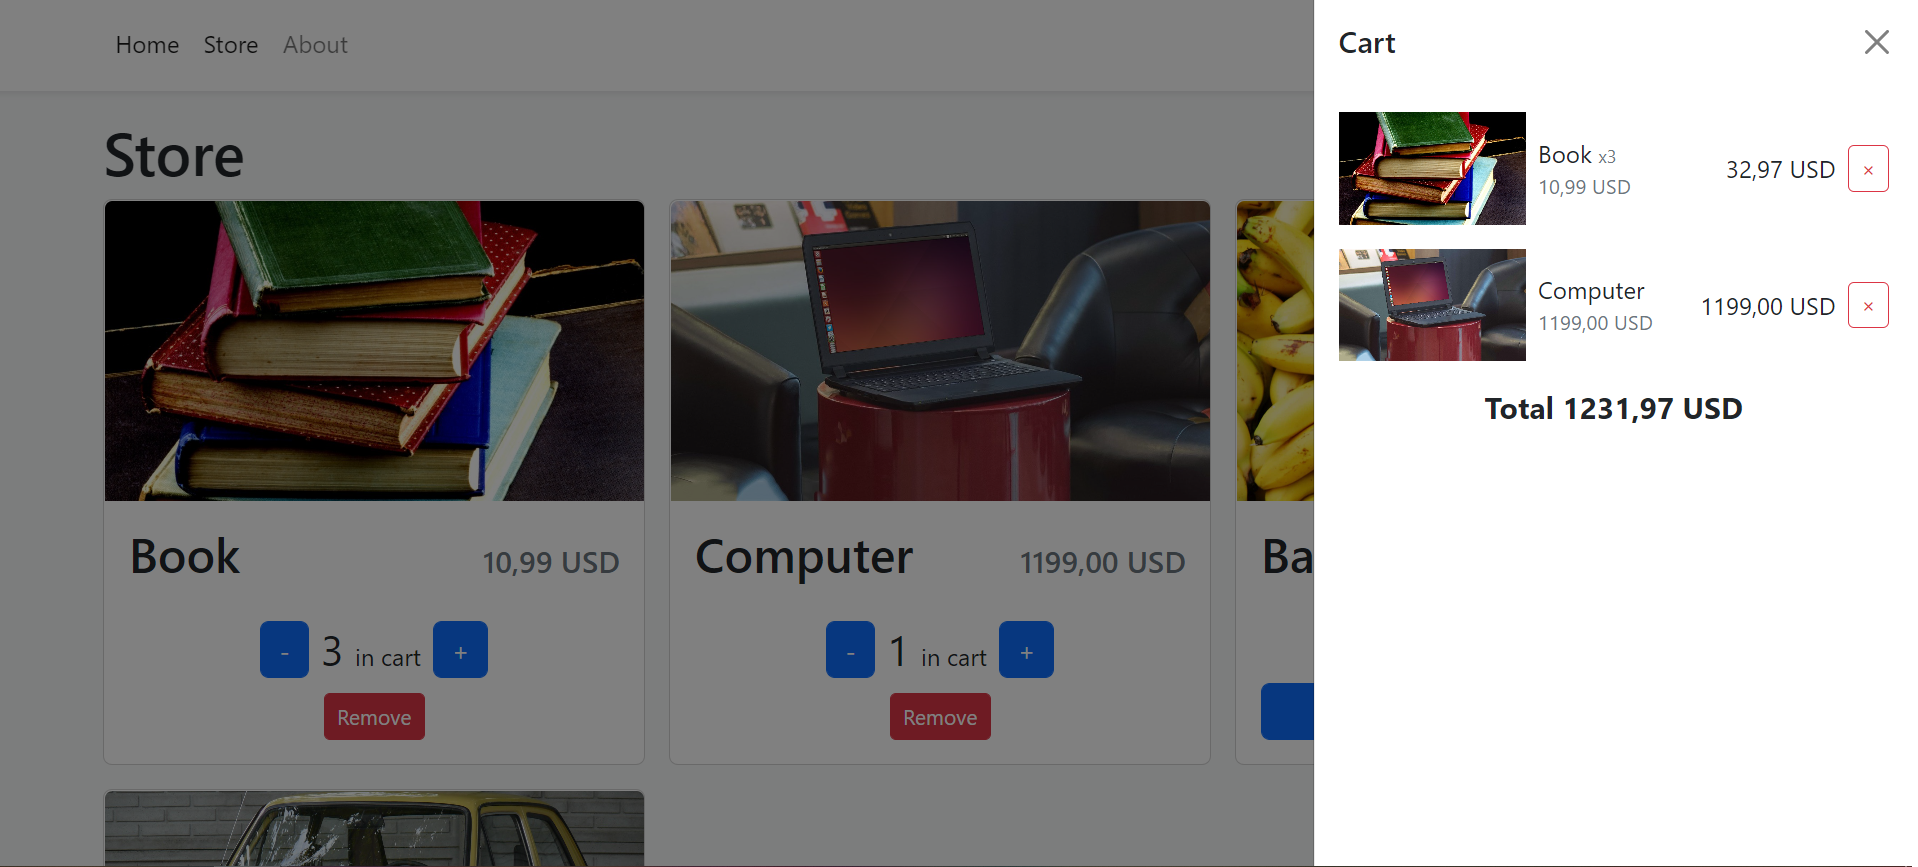 Home Store About
Store
Book 10,99 USD
- 3 in cart +
Remove
Computer 1199,00 USD
- 1 in cart +
Remove
Ba
Cart
Book x3
10,99 USD
32,97 USD ×
Computer
1199,00 USD
1199,00 USD ×
Total 1231,97 USD